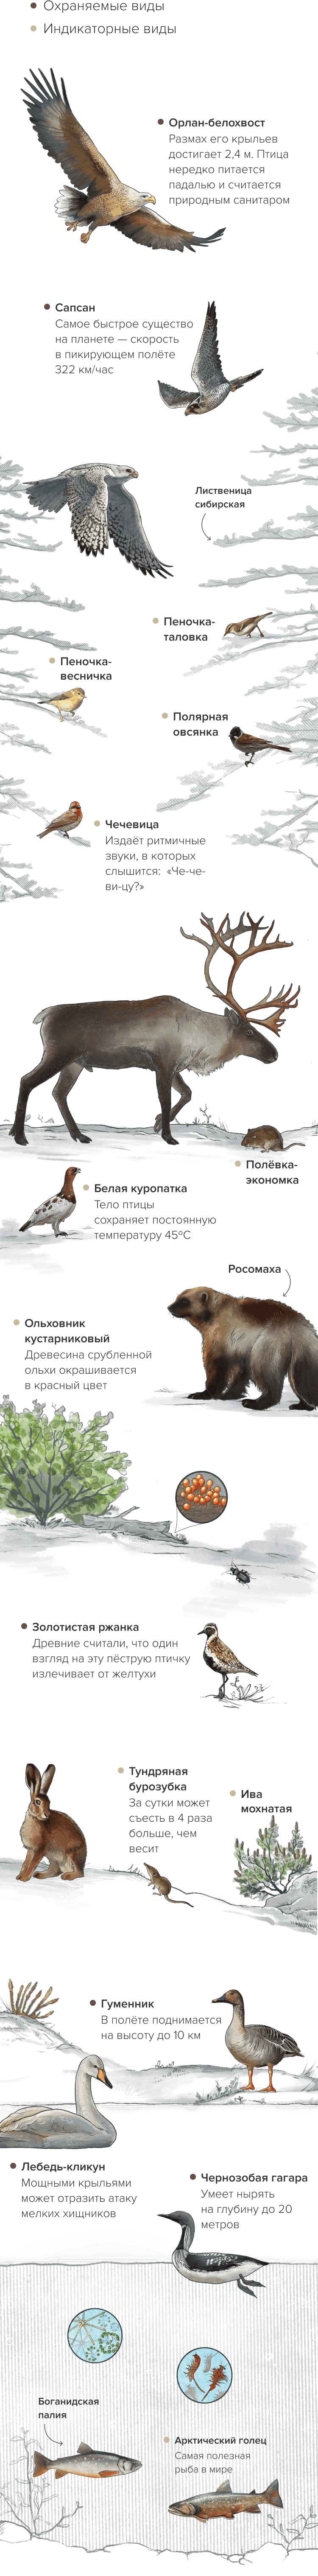 Охраняемые виды
Индикаторные виды
Орлан-белохвост
Размах его крыльев
достигает 2,4 м. Птица
нередко питается
падалью и считается
природным санитаром
Сапсан
Самое быстрое существо
на планете — скорость
в пикирующем полёте
322 км/час
Лиственица
сибирская
Пеночка-
таловка
Пеночка-
весничка
Полярная
овсянка
Чечевица
Издаёт ритмичные
звуки, в которых
слышится: «Че-че-
ви-цу?»
Полёвка-
экономка
Белая куропатка
Тело птицы
сохраняет постоянную
температуру 45°С
Росомаха
Ольховник
кустарниковый
Древесина срубленной
ольхи окрашивается
в красный цвет
Золотистая ржанка
Древние считали, что один
взгляд на эту пёструю птичку
излечивает от желтухи
Тундряная
бурозубка
За сутки может
съесть в 4 раза
больше, чем
весит
Ива
мохнатая
Гуменник
В полёте поднимается
на высоту до 10 км
Лебедь-кликун
Мощными крыльями
может отразить атаку
мелких хищников
Чернозобая гагара
Умеет нырять
на глубину до 20
метров
Боганидская
палия
Арктический голец
Самая полезная
рыба в мире